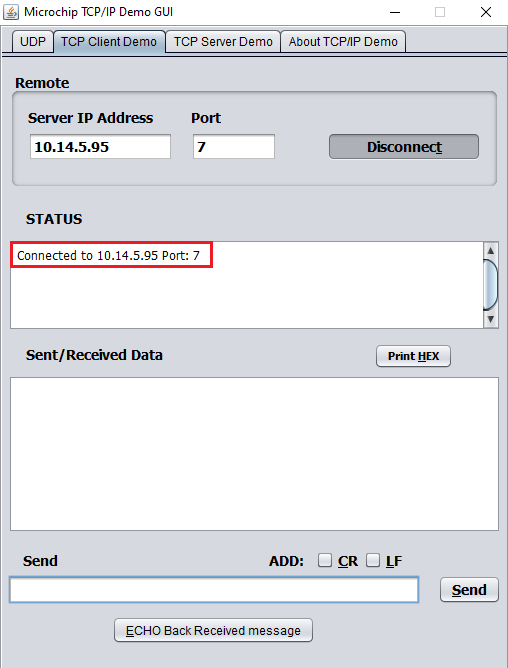 Microchip TCP/IP Demo GUI
UDP TCP Client Demo TCP Server Demo About TCP/IP Demo
Remote
Server IP Address Port
10.14.5.95 7 Disconnect
STATUS
Connected to 10.14.5.95 Port: 7
Sent/Received Data Print HEX
Send ADD: CR LF
Send
ECHO Back Received message